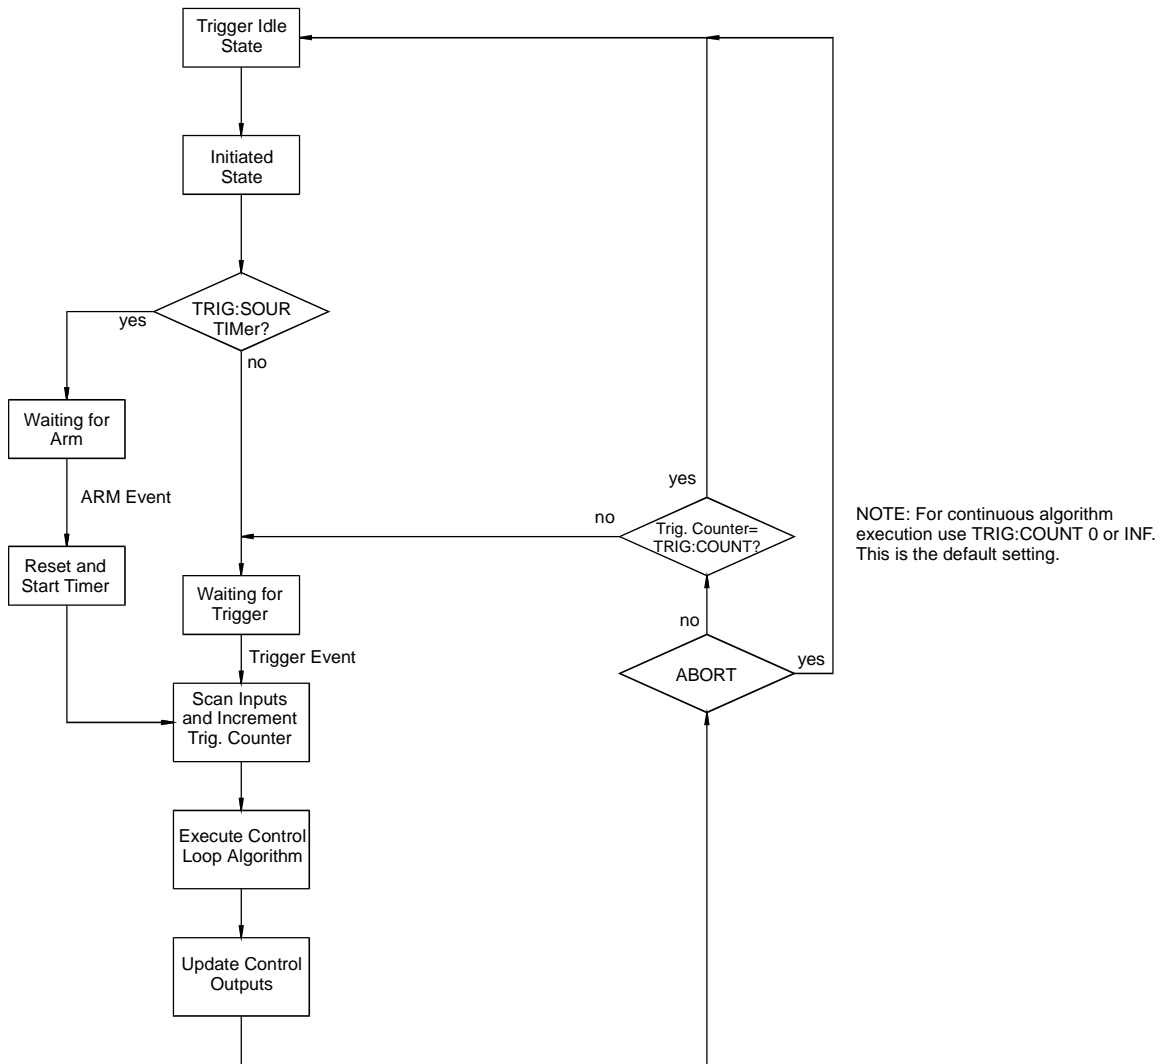 Trigger Idle
State
Initiated
State
TRIG:SOUR
TIMer?
yes
no
Waiting for
Arm
ARM Event
Reset and
Start Timer
Waiting for
Trigger
Trigger Event
Scan Inputs
and Increment
Trig. Counter
Execute Control
Loop Algorithm
Update Control
Outputs
yes
no
Trig. Counter=
TRIG:COUNT?
no
yes
ABORT
NOTE: For continuous algorithm
execution use TRIG:COUNT 0 or INF.
This is the default setting.